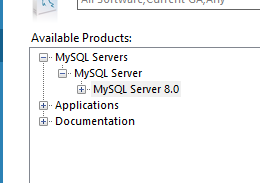 All Software,Current GA,Any
Available Products:
MySQL Servers
MySQL Server
MySQL Server 8.0
Applications
Documentation